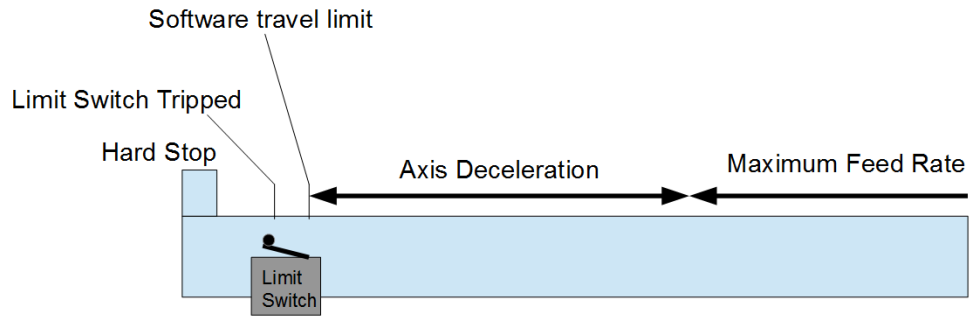 Software travel limit
Limit Switch Tripped
Hard Stop
Axis Deceleration
Maximum Feed Rate
Limit
Switch